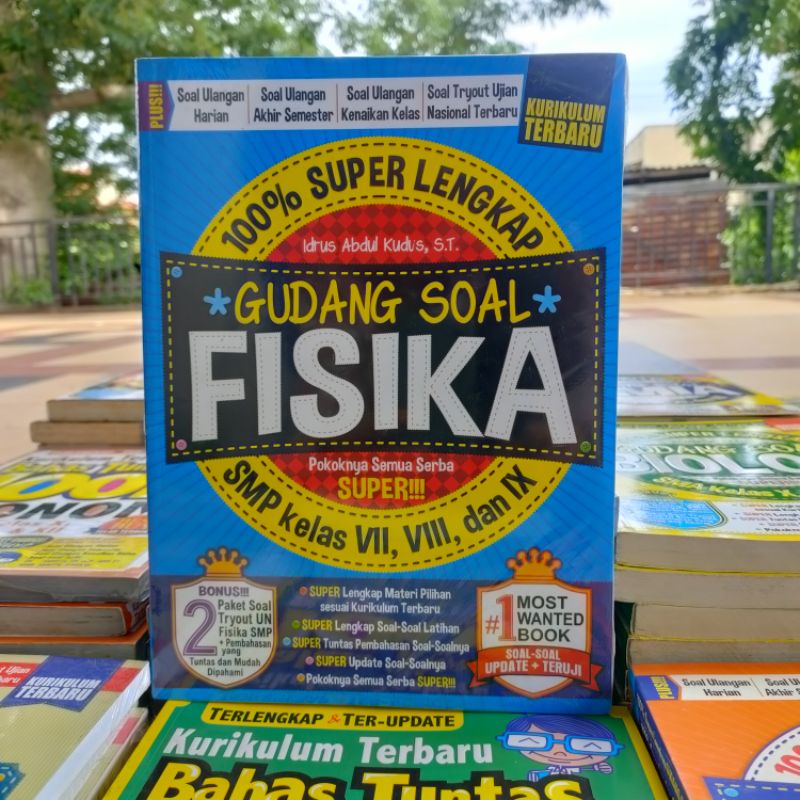 PLUS!!!
Soal Ulangan Harian
Soal Ulangan Akhir Semester
Soal Ulangan Kenaikan Kelas
Soal Tryout Ujian Nasional Terbaru
KURIKULUM
TERBARU
100% SUPER LENGKAP
Idrus Abdul Kudus, S.T.
GUDANG SOAL
FISIKA
Pokoknya Semua Serba
SUPER!!!
SMP kelas VII, VIII, dan IX
BONUS!!!
2 Paket Soal
Tryout UN
Fisika SMP
+ Pembahasan
yang
Tuntas dan Mudah
Dipahami
SUPER Lengkap Materi Pilihan
sesuai Kurikulum Terbaru
SUPER Lengkap Soal-Soal Latihan
SUPER Tuntas Pembahasan Soal-Soalnya
SUPER Update Soal-Soalnya
Pokoknya Semua Serba SUPER!!!
#1 MOST
WANTED
BOOK
SOAL-SOAL
UPDATE + TERUJI
TERLENGKAP & TER-UPDATE
Kurikulum Terbaru
Bahas Tuntas
KURIKULUM
TERBARU
GUDANG
PLUS!!!
Soal Ulangan
Harian
100%